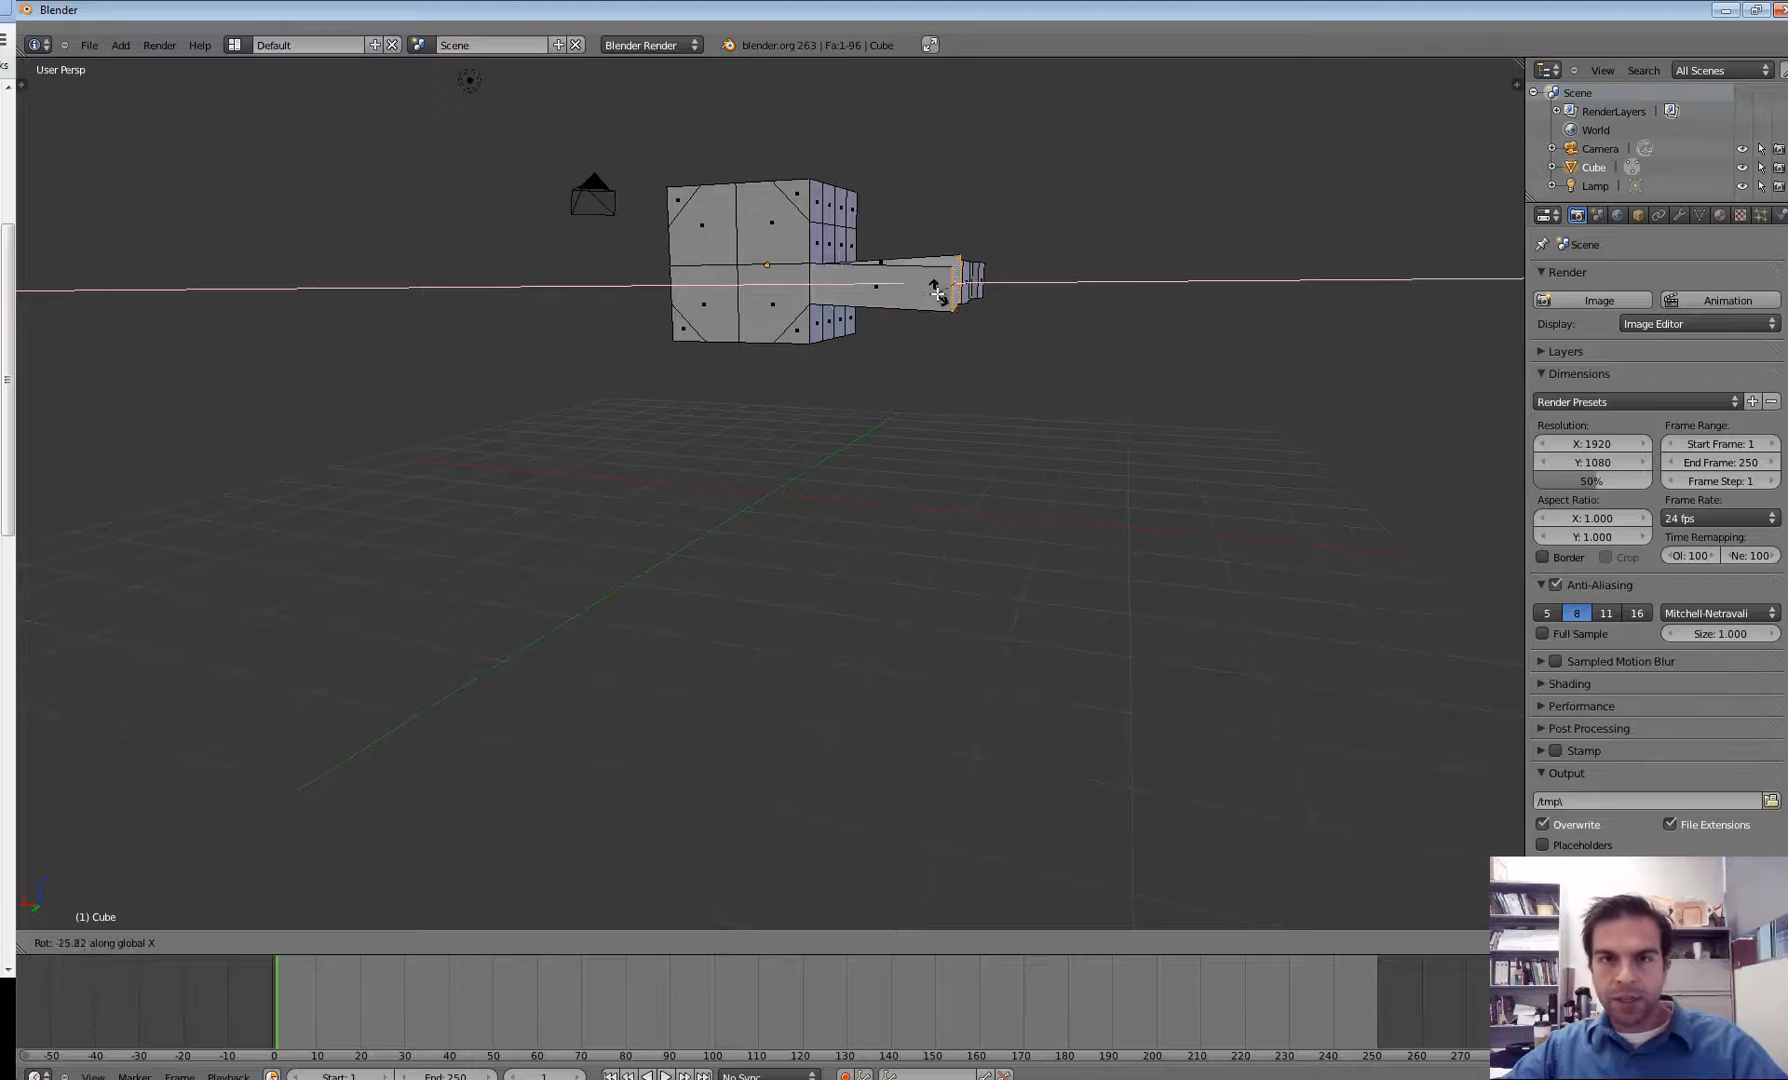 Blender
File Add Render Help Default Scene Blender Render blender.org 263 | Fa:1-96 | Cube
ks
User Persp
View Search All Scenes
Scene
RenderLayers
World
Camera
Cube
Lamp
Scene
Render
Image Animation
Display: Image Editor
Layers
Dimensions
Render Presets
Resolution: Frame Range:
X: 1920 Start Frame: 1
Y: 1080 End Frame: 250
50% Frame Step: 1
Aspect Ratio: Frame Rate:
X: 1.000 24 fps
Y: 1.000 Time Remapping:
Border Crop Ol: 100 Ne: 100
Anti-Aliasing
5 8 11 16 Mitchell-Netravali
Full Sample Size: 1.000
Sampled Motion Blur
Shading
Performance
Post Processing
Stamp
Output
/tmp\
Overwrite File Extensions
Placeholders
(1) Cube
Rot: -25.82 along global X
-50 -40 -30 -20 -10 0 10 20 30 40 50 60 70 80 90 100 110 120 130 140 150 160 170 180 190 200 210 220 230 240 250 260 270
View Marker Frame Playback Start: 1 End: 250 1 No Sync